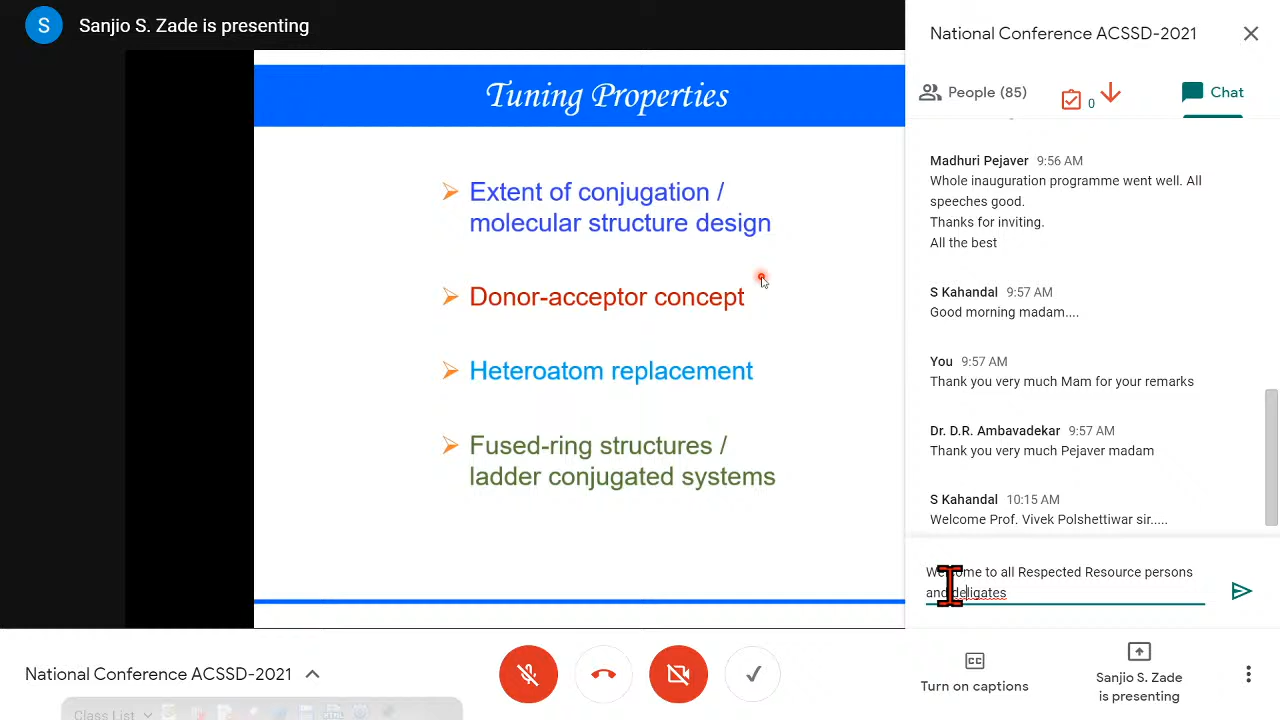 S
Sanjio S. Zade is presenting
Tuning Properties
Extent of conjugation /
molecular structure design
Donor-acceptor concept
Heteroatom replacement
Fused-ring structures /
ladder conjugated systems
National Conference ACSSD-2021
People (85)
0
Chat
Madhuri Pejaver 9:56 AM
Whole inauguration programme went well. All
speeches good.
Thanks for inviting.
All the best
S Kahandal 9:57 AM
Good morning madam....
You 9:57 AM
Thank you very much Mam for your remarks
Dr. D.R. Ambavadekar 9:57 AM
Thank you very much Pejaver madam
S Kahandal 10:15 AM
Welcome Prof. Vivek Polshettiwar sir.....
Welcome to all Respected Resource persons
and deligates
National Conference ACSSD-2021
CC
Turn on captions
Sanjio S. Zade
is presenting
Class List